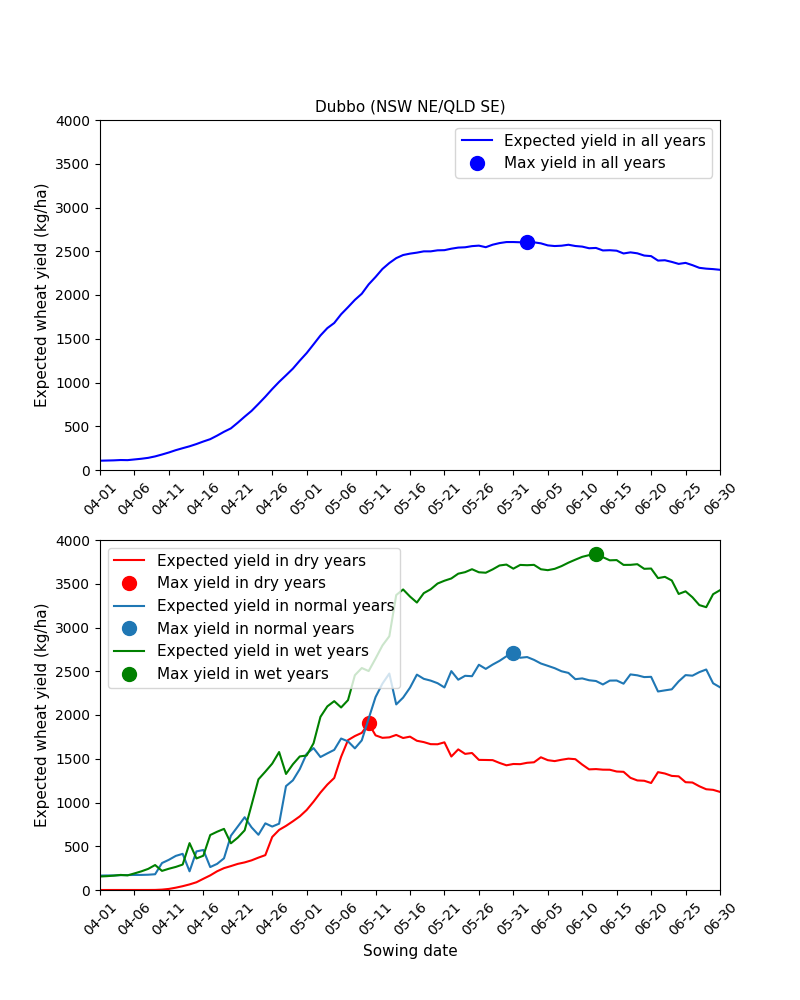 Dubbo (NSW NE/QLD SE)
Expected wheat yield (kg/ha)
4000
3500
3000
2500
2000
1500
1000
500
0
Expected yield in all years
Max yield in all years
04-01 04-06 04-11 04-16 04-21 04-26 05-01 05-06 05-11 05-16 05-21 05-26 05-31 06-05 06-10 06-15 06-20 06-25 06-30
Expected wheat yield (kg/ha)
4000
3500
3000
2500
2000
1500
1000
500
0
Expected yield in dry years
Max yield in dry years
Expected yield in normal years
Max yield in normal years
Expected yield in wet years
Max yield in wet years
04-01 04-06 04-11 04-16 04-21 04-26 05-01 05-06 05-11 05-16 05-21 05-26 05-31 06-05 06-10 06-15 06-20 06-25 06-30
Sowing date